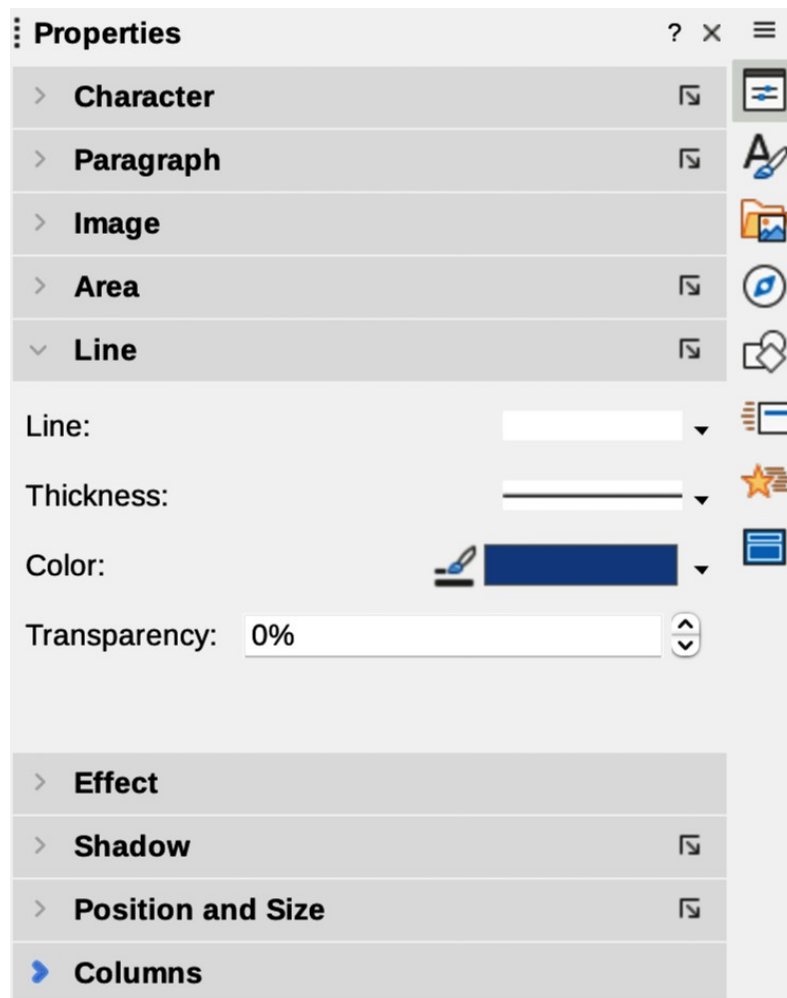 Properties ?
Character
Paragraph
Image
Area
Line
Line:
Thickness:
Color:
Transparency: 0%
Effect
Shadow
Position and Size
Columns